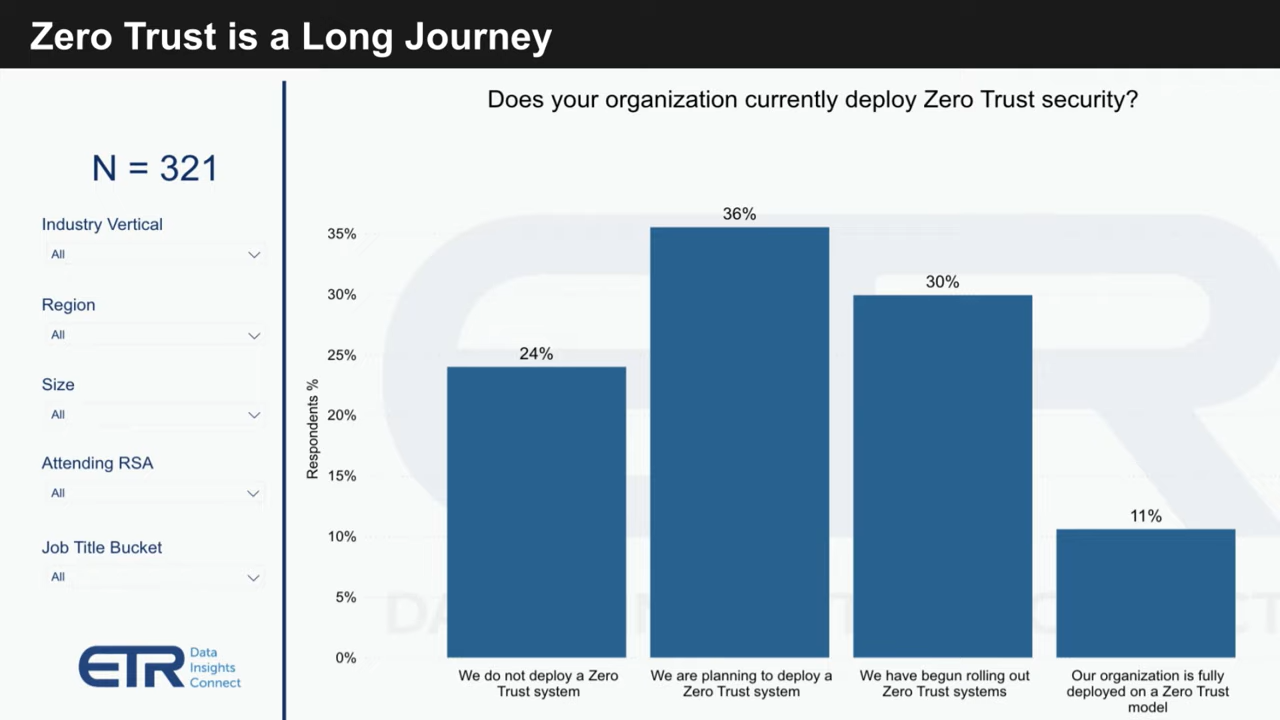 Zero Trust is a Long Journey
N = 321
Industry Vertical
All
Region
All
Size
All
Attending RSA
All
Job Title Bucket
All
ETR Data
Insights
Connect
Does your organization currently deploy Zero Trust security?
Respondents %
35%
30%
25%
20%
15%
10%
5%
0%
24%
36%
30%
11%
We do not deploy a Zero
Trust system
We are planning to deploy a
Zero Trust system
We have begun rolling out
Zero Trust systems
Our organization is fully
deployed on a Zero Trust
model